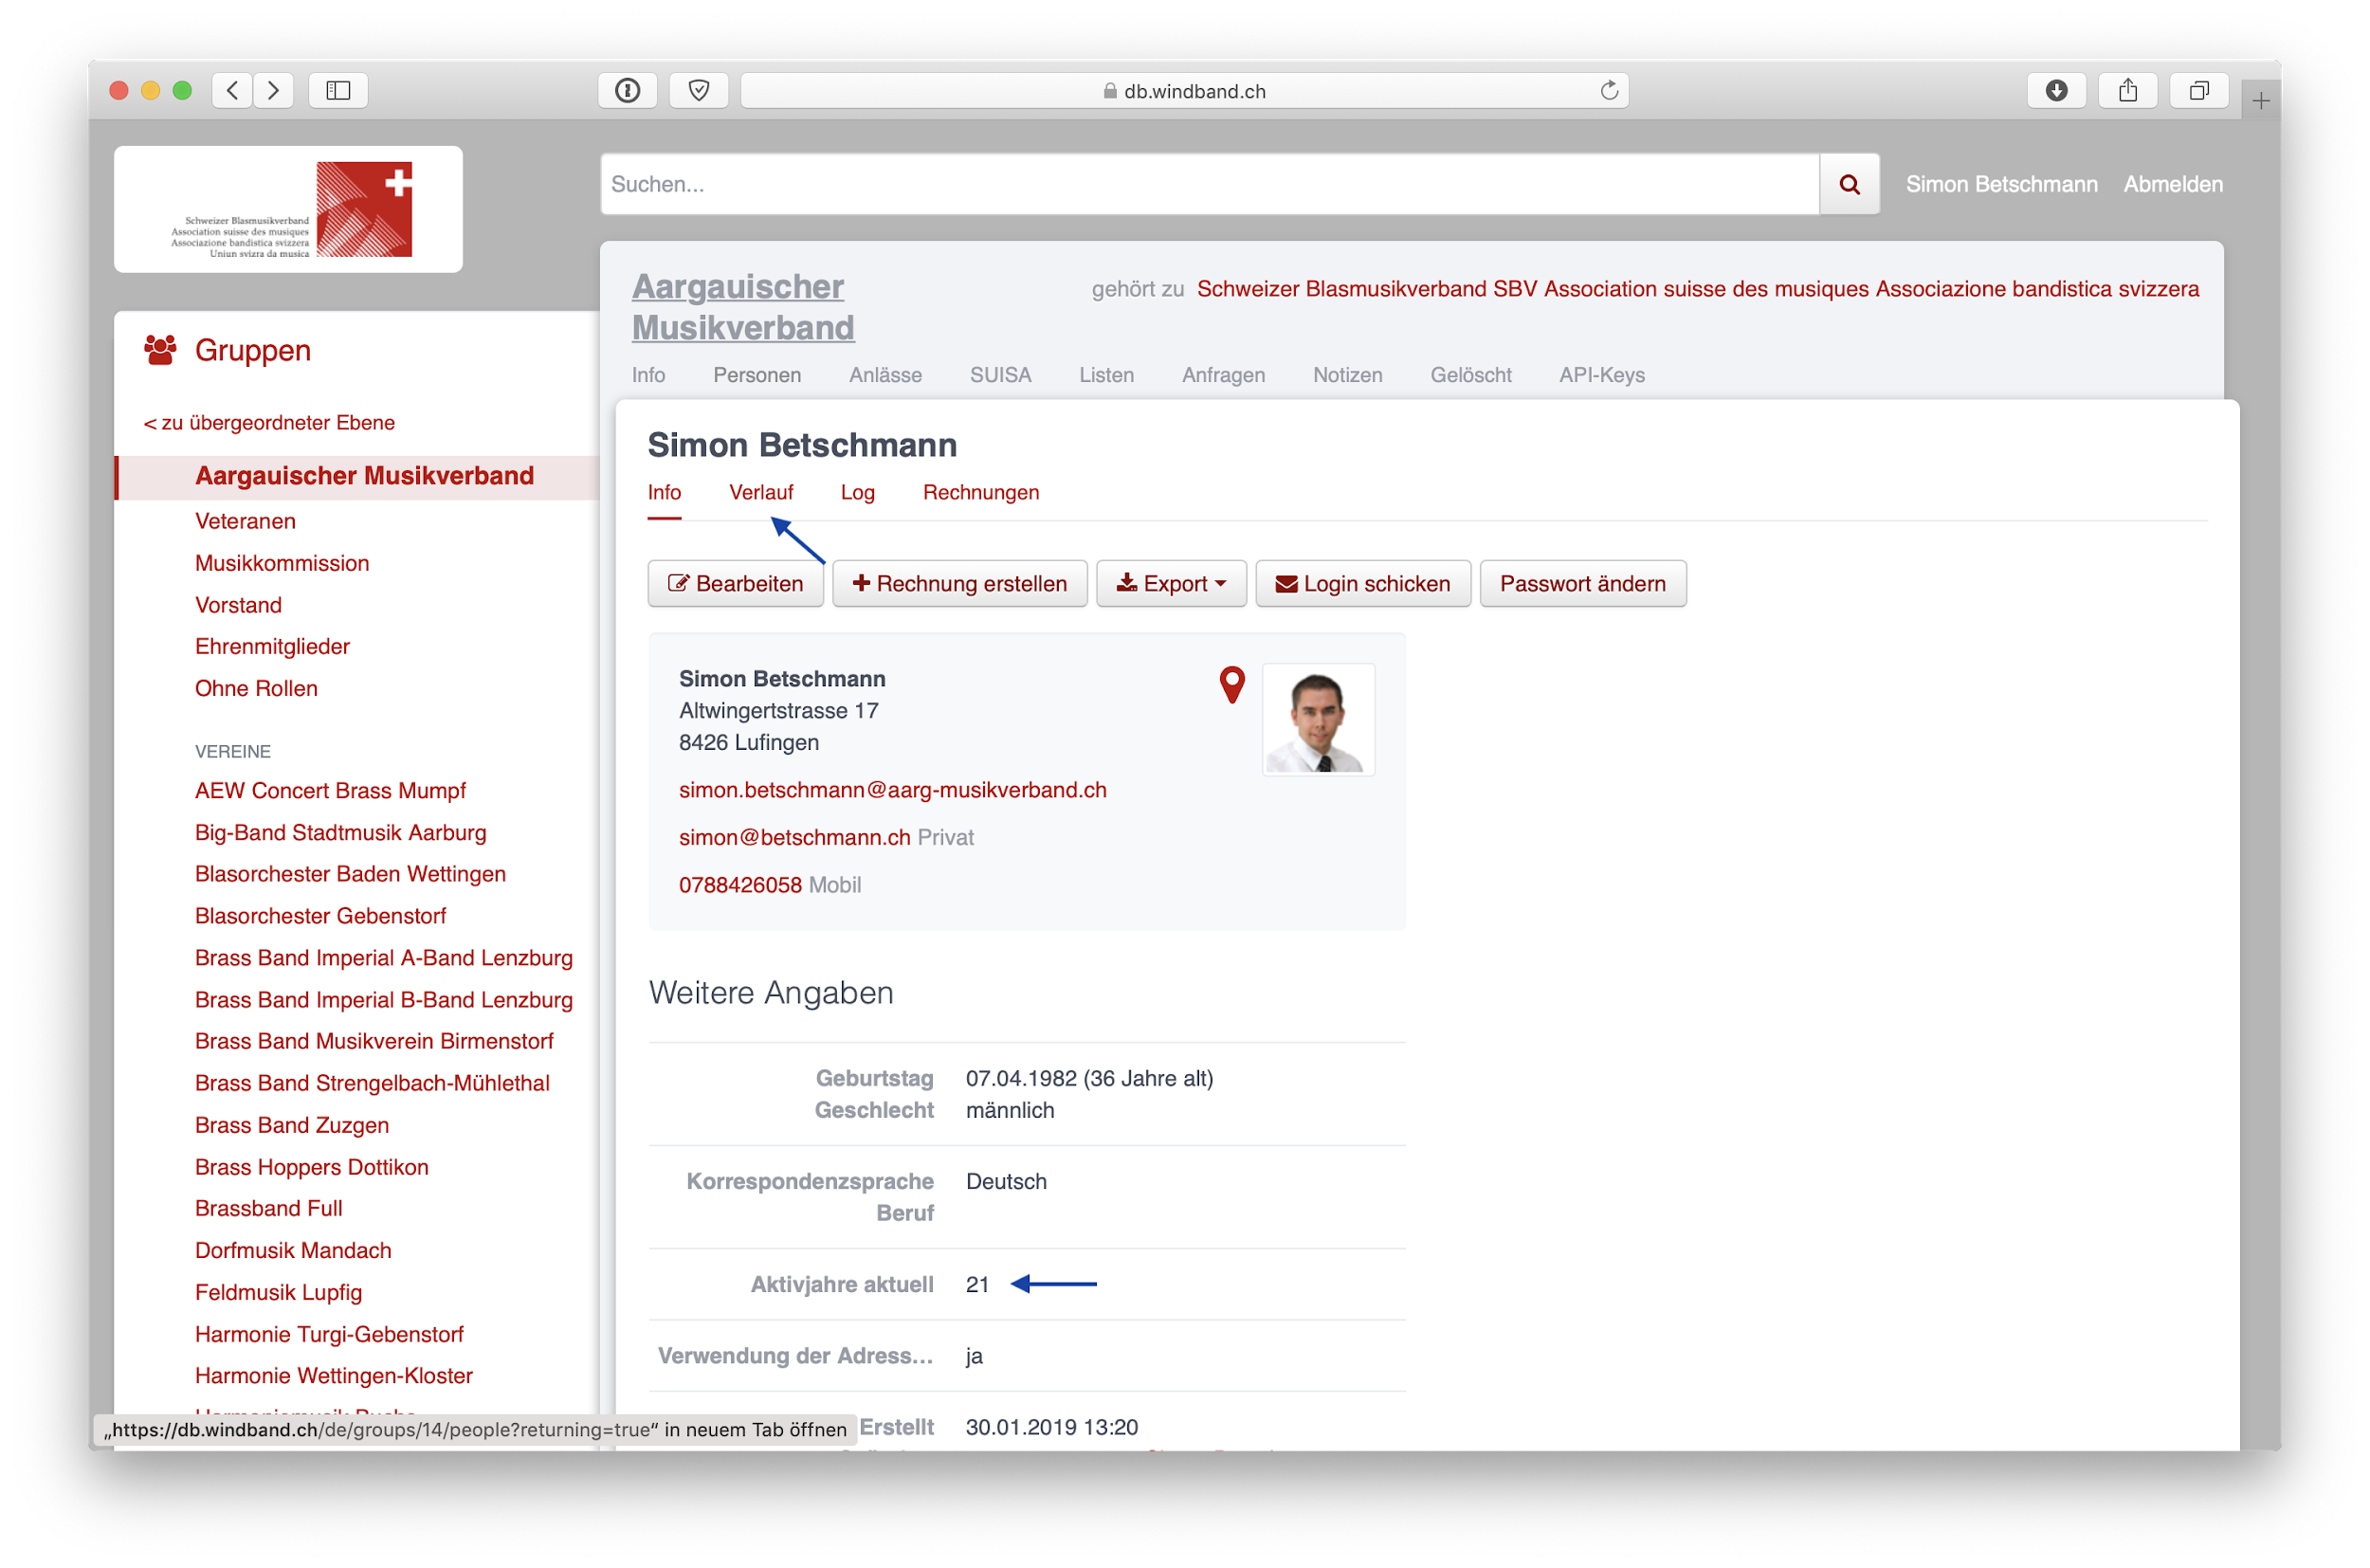 db.windband.ch
Schweizer Blasmusikverband
Association suisse des musiques
Associazione bandistica svizzera
Uniun svizra da musica
Suchen...
Simon Betschmann
Abmelden
Gruppen
< zu übergeordneter Ebene
Aargauischer Musikverband
Veteranen
Musikkommission
Vorstand
Ehrenmitglieder
Ohne Rollen
VEREINE
AEW Concert Brass Mumpf
Big-Band Stadtmusik Aarburg
Blasorchester Baden Wettingen
Blasorchester Gebenstorf
Brass Band Imperial A-Band Lenzburg
Brass Band Imperial B-Band Lenzburg
Brass Band Musikverein Birmenstorf
Brass Band Strengelbach-Mühlethal
Brass Band Zuzgen
Brass Hoppers Dottikon
Brassband Full
Dorfmusik Mandach
Feldmusik Lupfig
Harmonie Turgi-Gebenstorf
Harmonie Wettingen-Kloster
Aargauischer
Musikverband
gehört zu Schweizer Blasmusikverband SBV Association suisse des musiques Associazione bandistica svizzera
Info Personen Anlässe SUISA Listen Anfragen Notizen Gelöscht API-Keys
Simon Betschmann
Info Verlauf Log Rechnungen
Bearbeiten Rechnung erstellen Export Login schicken Passwort ändern
Simon Betschmann
Altwingertstrasse 17
8426 Lufingen
simon.betschmann@aarg-musikverband.ch
simon@betschmann.ch Privat
0788426058 Mobil
Weitere Angaben
Geburtstag 07.04.1982 (36 Jahre alt)
Geschlecht männlich
Korrespondenzsprache Deutsch
Beruf
Aktivjahre aktuell 21
Verwendung der Adress... ja
Erstellt 30.01.2019 13:20
„https://db.windband.ch/de/groups/14/people?returning=true“ in neuem Tab öffnen